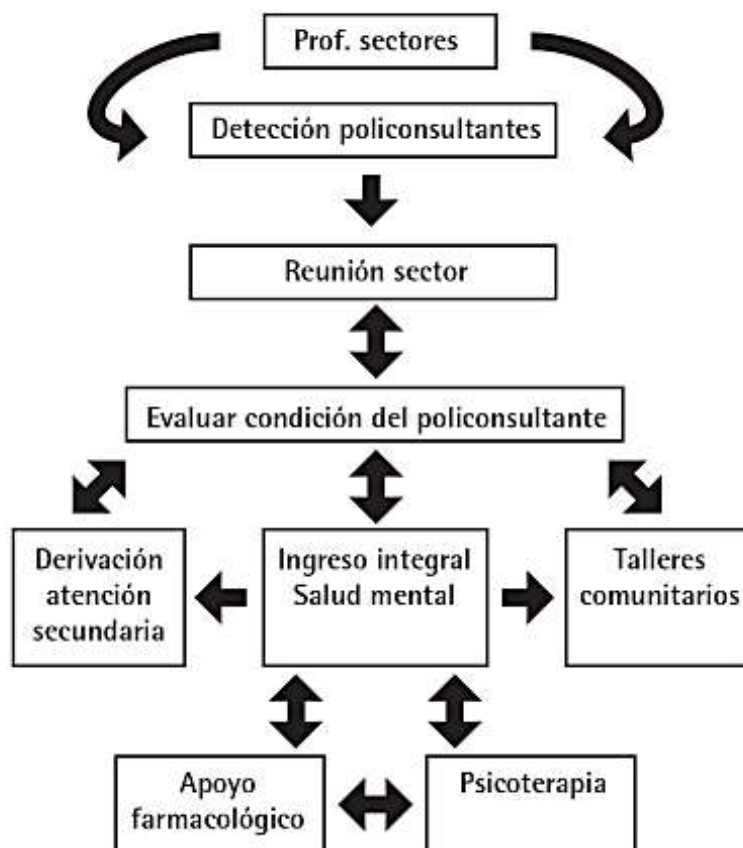 Prof. sectores
Detección policonsultantes
Reunión sector
Evaluar condición del policonsultante
Derivación
atención
secundaria
Ingreso integral
Salud mental
Talleres
comunitarios
Apoyo
farmacológico
Psicoterapia